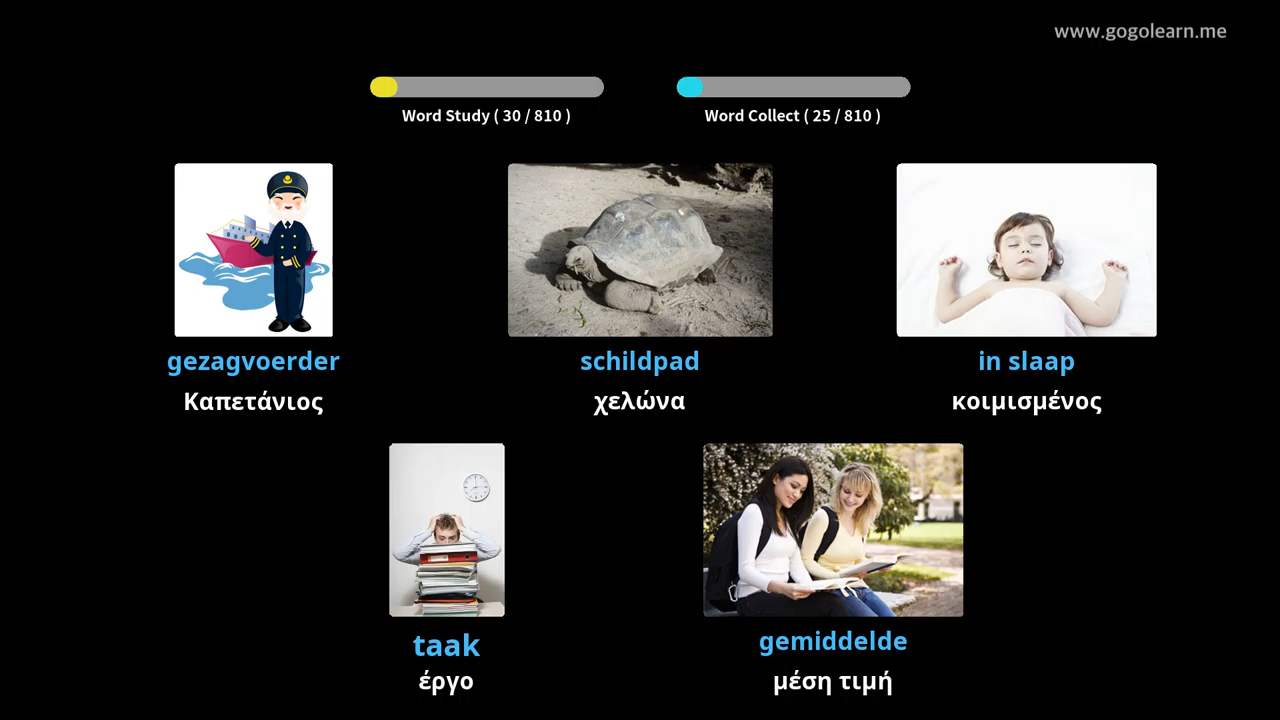 www.gogolearn.me
Word Study ( 30 / 810 )
Word Collect ( 25 / 810 )
gezagvoerder
Καπετάνιος
schildpad
χελώνα
in slaap
κοιμισμένος
taak
έργο
gemiddelde
μέση τιμή